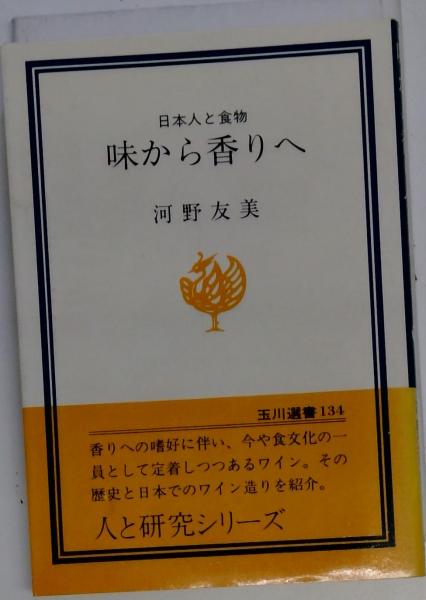 日本人と食物
味から香りへ
河野友美
玉川選書134
香りへの嗜好に伴い、今や食文化の一
員として定着しつつあるワイン。その
歴史と日本でのワイン造りを紹介。
人と研究シリーズ